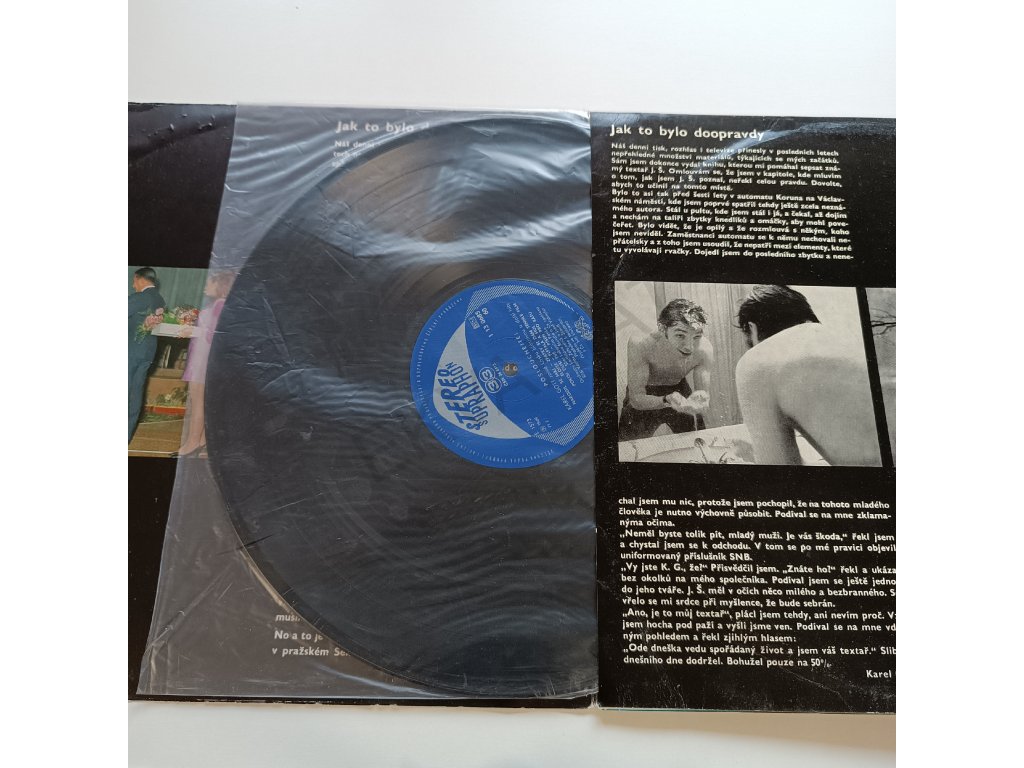 Jak to bylo d
Náš denní
toch n
STEREO
SUPRAPHON
33
KAREL GOTT
POSLOUCHEJTE
1 13 0603
musí
No a to je
v pražském Se
Jak to bylo doopravdy
Náš denní tisk, rozhlas i televize přinesly v posledních letech
nepřehledné množství materiálů, týkajících se mých začátků.
Sám jsem dokonce vydal knihu, kterou mi pomáhal sepsat zná-
mý textař J. Š. Omlouvám se, že jsem v kapitole, kde mluvím
o tom, jak jsem J. Š. poznal, neřekl celou pravdu. Dovolte,
abych to učinil na tomto místě.
Bylo to asi tak před šesti lety v automatu Koruna na Václav-
ském náměstí, kde jsem poprvé spatřil tehdy ještě zcela nezná-
mého autora. Stál u pultu, kde jsem stál i já, a čekal, až dojím
a nechám na talíři zbytky knedlíků a omáčky, aby mohl pove-
čeřet. Bylo vidět, že je opilý a že rozmlouvá s někým, koho
jsem neviděl. Zaměstnanci automatu se k němu nechovali ne-
přátelsky a z toho jsem usoudil, že nepatří mezi elementy, které
tu vyvolávají rvačky. Dojedl jsem do posledního zbytku a nene-
chal jsem mu nic, protože jsem pochopil, že na tohoto mladého
člověka je nutno výchovně působit. Podíval se na mne zklama-
nýma očima.
„Neměl byste tolik pít, mladý muži. Je vás škoda,“ řekl jsem
a chystal jsem se k odchodu. V tom se po mé pravici objevil
uniformovaný příslušník SNB.
„Vy jste K. G., že?“ Přisvědčil jsem. „Znáte ho?“ řekl a ukáza
bez okolků na mého společníka. Podíval jsem se ještě jedno
do jeho tváře. J. Š. měl v očích něco milého a bezbranného. S
vřelo se mi srdce při myšlence, že bude sebrán.
„Ano, je to můj textař“, plácl jsem tehdy, ani nevím proč. V
jsem hocha pod paží a vyšli jsme ven. Podíval se na mne vd
ným pohledem a řekl zjihlým hlasem:
„Ode dneška vedu spořádaný život a jsem váš textař.“ Slib
dnešního dne dodržel. Bohužel pouze na 50%.
Karel